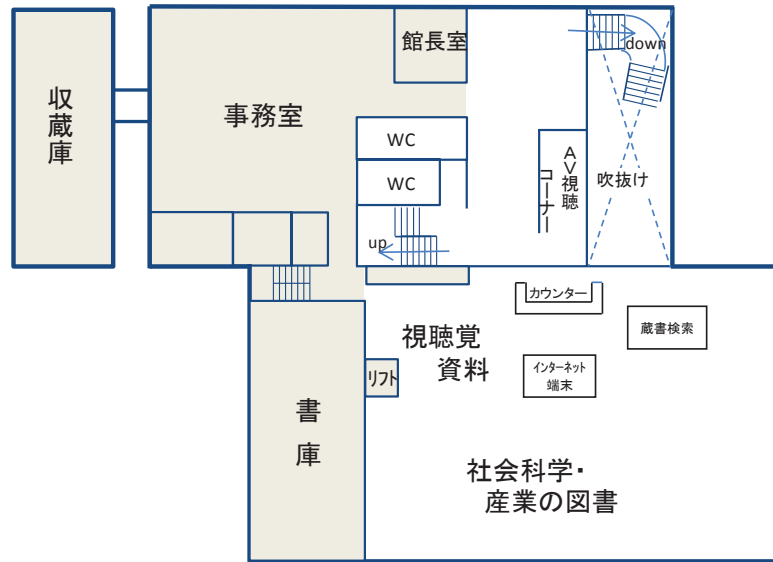 館長室
down
収蔵庫
事務室
WC
ＡＶ視聴
コーナー
吹抜け
WC
up
カウンター
蔵書検索
視聴覚
資料
インターネット
端末
リフト
書庫
社会科学・
産業の図書